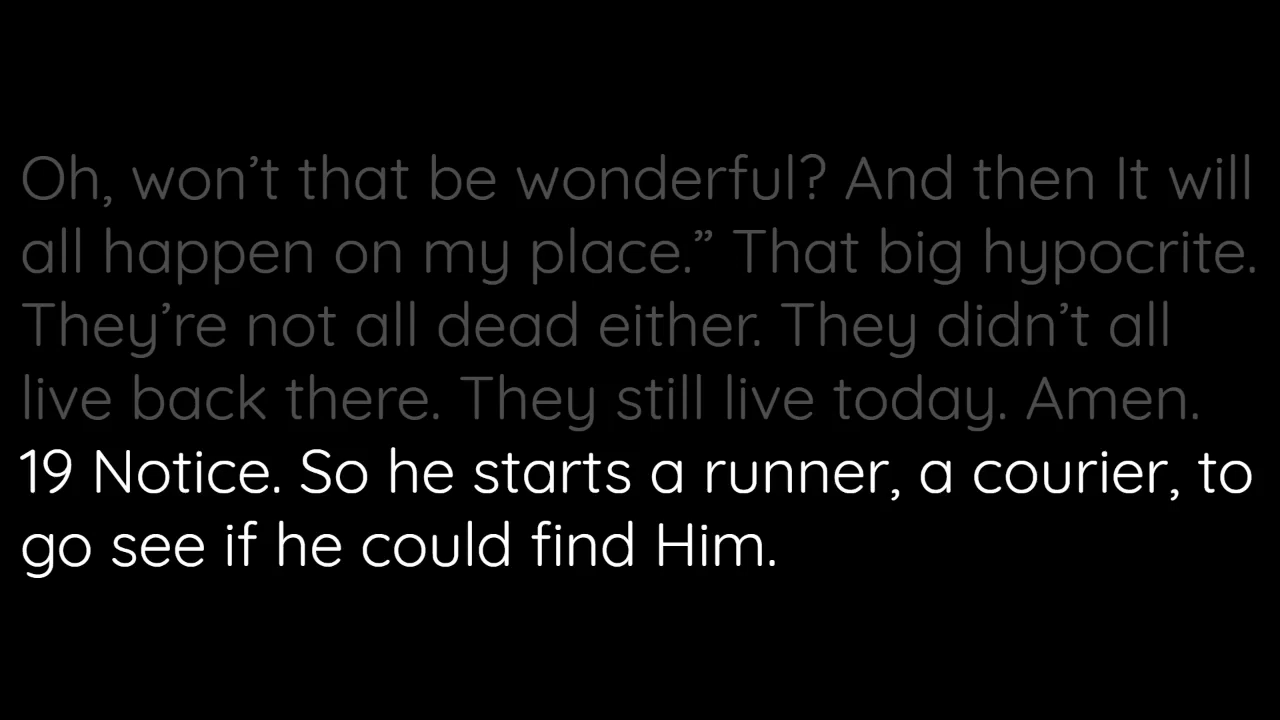 Oh, won’t that be wonderful? And then It will
all happen on my place.” That big hypocrite.
They’re not all dead either. They didn’t all
live back there. They still live today. Amen.
19 Notice. So he starts a runner, a courier, to
go see if he could find Him.